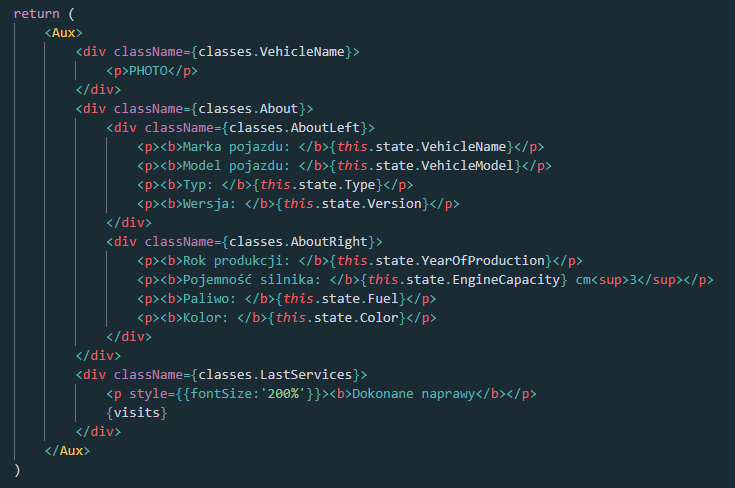 return (
<Aux>
<div className={classes.VehicleName}>
<p>PHOTO</p>
</div>
<div className={classes.About}>
<div className={classes.AboutLeft}>
<p><b>Marka pojazdu: </b>{this.state.VehicleName}</p>
<p><b>Model pojazdu: </b>{this.state.VehicleModel}</p>
<p><b>Typ: </b>{this.state.Type}</p>
<p><b>Wersja: </b>{this.state.Version}</p>
</div>
<div className={classes.AboutRight}>
<p><b>Rok produkcji: </b>{this.state.YearOfProduction}</p>
<p><b>Pojemność silnika: </b>{this.state.EngineCapacity} cm<sup>3</sup></p>
<p><b>Paliwo: </b>{this.state.Fuel}</p>
<p><b>Kolor: </b>{this.state.Color}</p>
</div>
</div>
<div className={classes.LastServices}>
<p style={{fontSize:'200%'}}><b>Dokonane naprawy</b></p>
{visits}
</div>
</Aux>
)